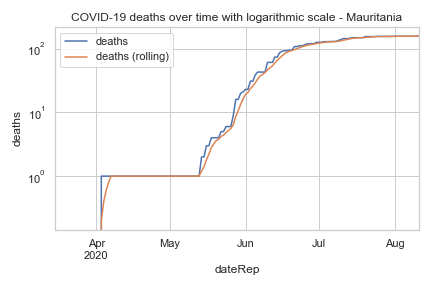 COVID-19 deaths over time with logarithmic scale - Mauritania
deaths
deaths (rolling)
10²
10¹
10⁰
deaths
Apr
2020
May
Jun
Jul
Aug
dateRep